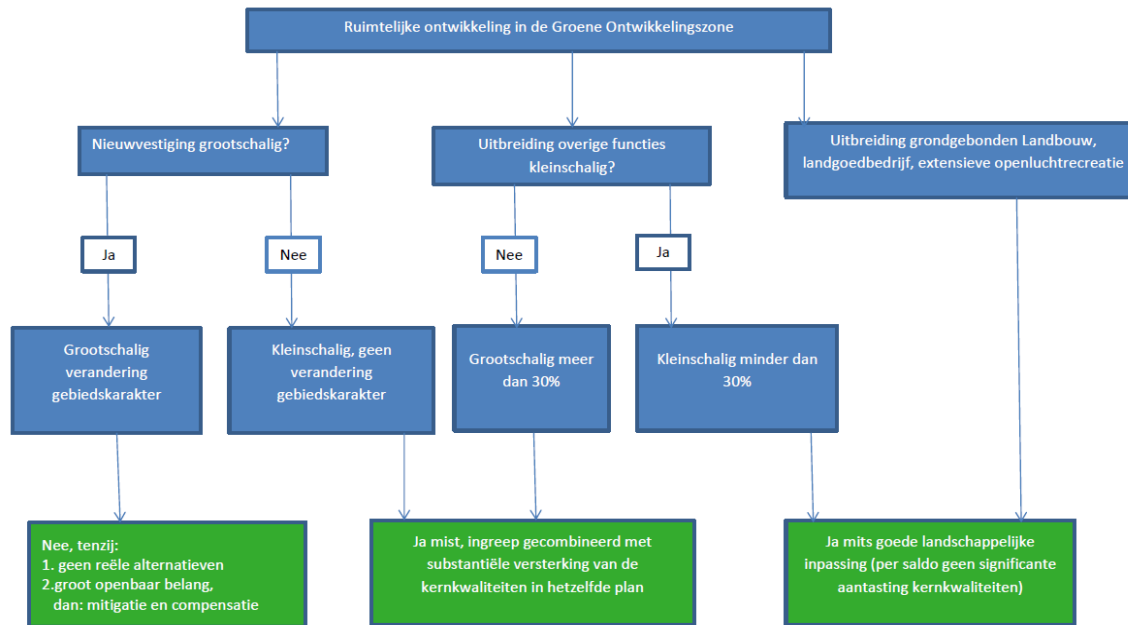 Ruimtelijke ontwikkeling in de Groene Ontwikkelingszone
Nieuwvestiging grootschalig?
Uitbreiding overige functies
kleinschalig?
Uitbreiding grondgebonden Landbouw,
landgoedbedrijf, extensieve openluchtrecreatie
Ja
Nee
Nee
Ja
Grootschalig
verandering
gebiedskarakter
Kleinschalig, geen
verandering
gebiedskarakter
Grootschalig meer
dan 30%
Kleinschalig minder dan
30%
Nee, tenzij:
1. geen reële alternatieven
2.groot openbaar belang,
dan: mitigatie en compensatie
Ja mist, ingreep gecombineerd met
substantiële versterking van de
kernkwaliteiten in hetzelfde plan
Ja mits goede landschappelijke
inpassing (per saldo geen significante
aantasting kernkwaliteiten)